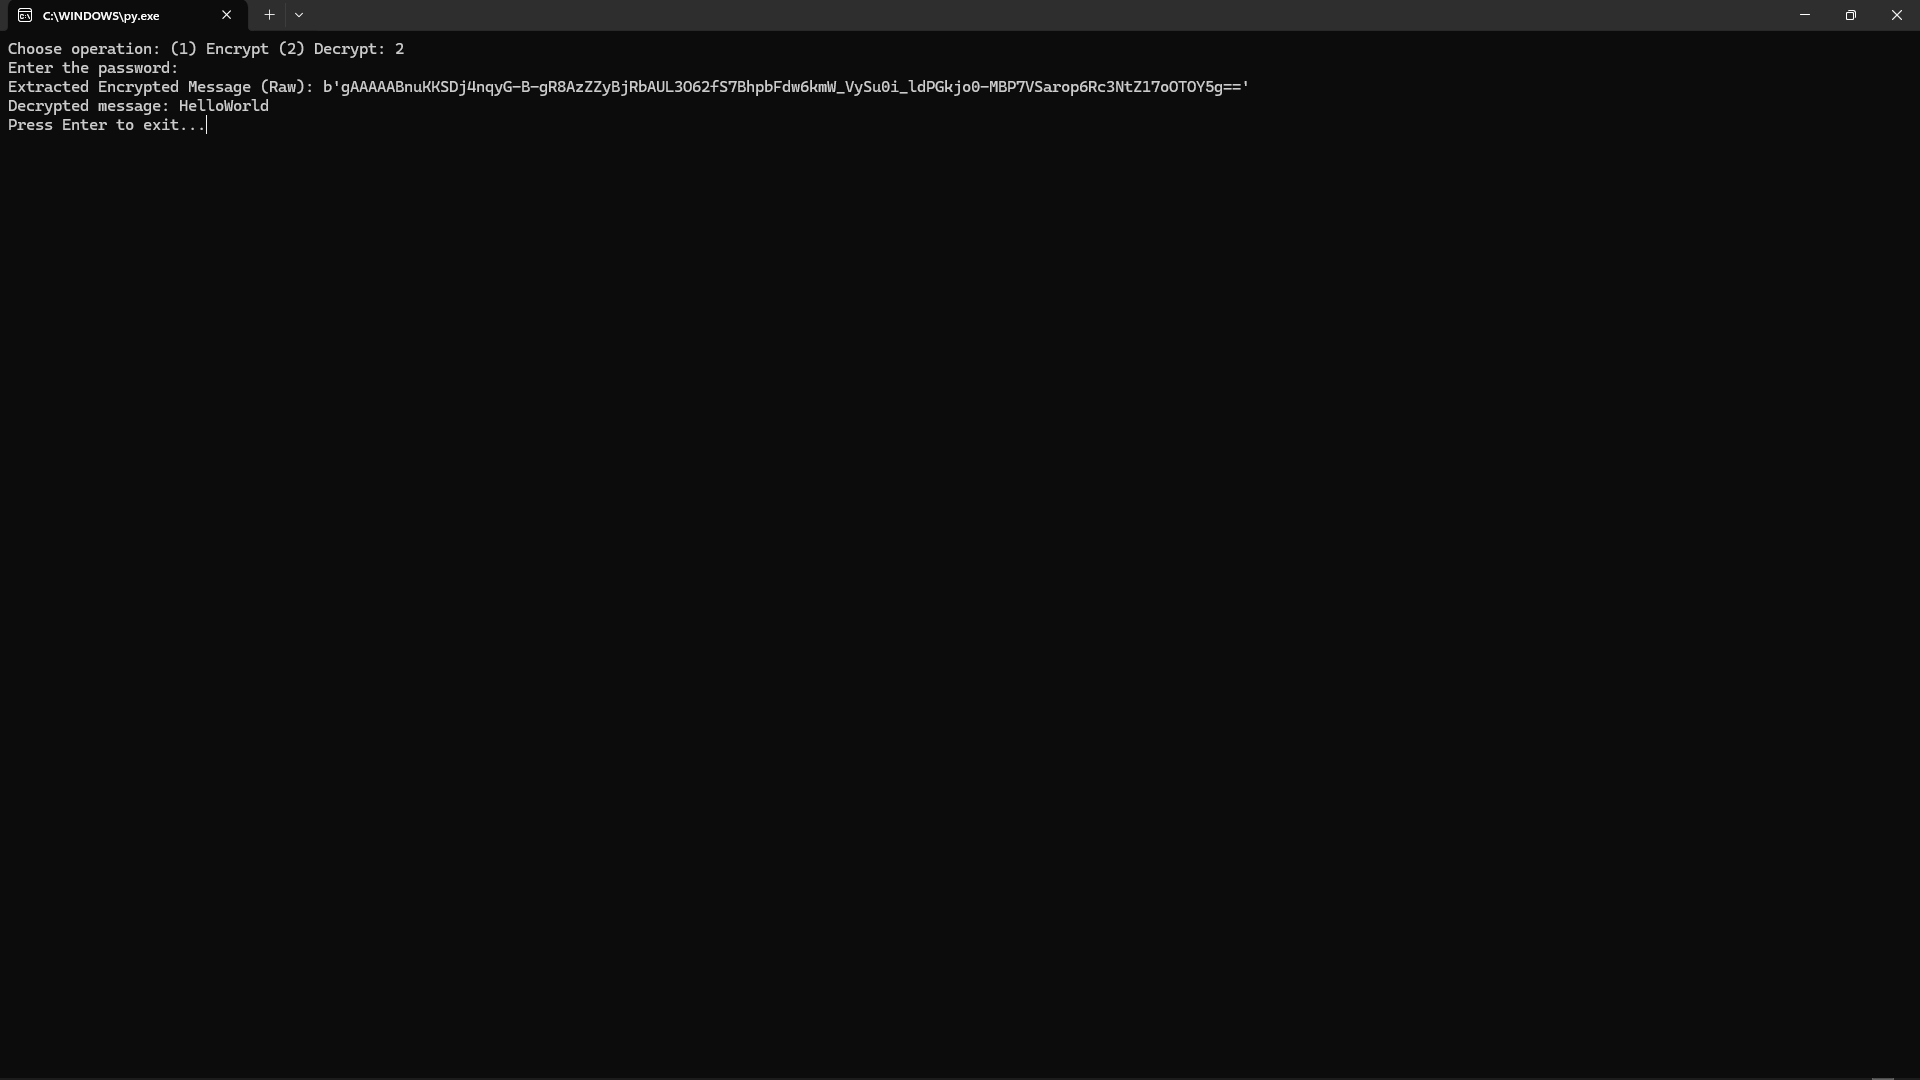 C:\WINDOWS\py.exe
Choose operation: (1) Encrypt (2) Decrypt: 2
Enter the password:
Extracted Encrypted Message (Raw): b'gAAAAABnuKKSDj4nqyG-B-gR8AzZZyBjRbAUL3O62fS7BhpbFdw6kmW_VySu0i_ldPGkjo0-MBP7VSarop6Rc3NtZ17oOTOY5g=='
Decrypted message: HelloWorld
Press Enter to exit...